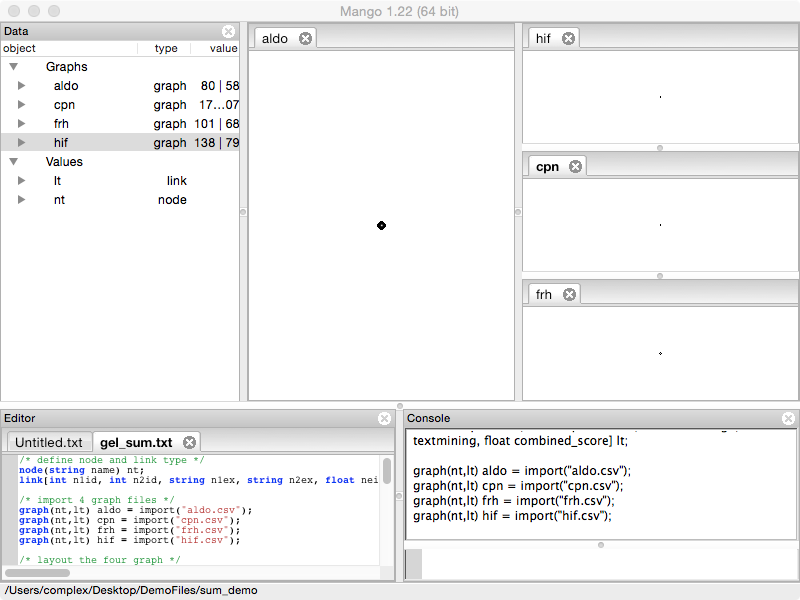 Mango 1.22 (64 bit)
Data
object type value
Graphs
aldo graph 80 | 58
cpn graph 17...07
frh graph 101 | 68
hif graph 138 | 79
Values
lt link
nt node
aldo
hif
cpn
frh
Editor
Untitled.txt gel_sum.txt
/* define node and link type */
node(string name) nt;
link[int n1id, int n2id, string n1ex, string n2ex, float nei
/* import 4 graph files */
graph(nt,lt) aldo = import("aldo.csv");
graph(nt,lt) cpn = import("cpn.csv");
graph(nt,lt) frh = import("frh.csv");
graph(nt,lt) hif = import("hif.csv");
/* layout the four graph */
Console
textmining, float combined_score] lt;
graph(nt,lt) aldo = import("aldo.csv");
graph(nt,lt) cpn = import("cpn.csv");
graph(nt,lt) frh = import("frh.csv");
graph(nt,lt) hif = import("hif.csv");
/Users/complex/Desktop/DemoFiles/sum_demo